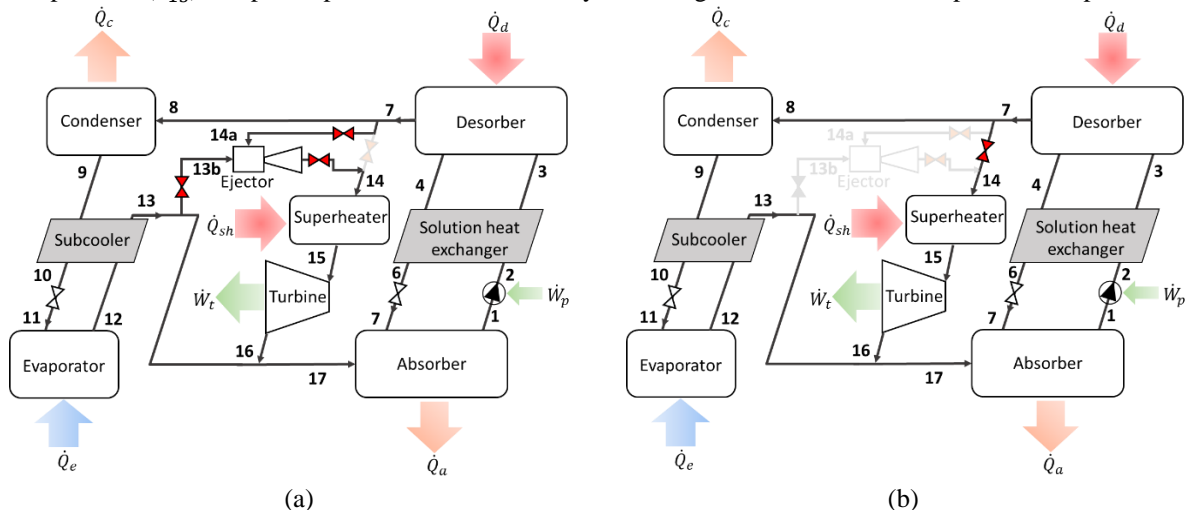 Q̇c
Q̇d
Condenser
8
7
Desorber
14a
9
13b
Ejector
14
4
3
13
Subcooler
Q̇sh
Superheater
Solution heat
exchanger
10
15
6
2
Ẇt
Turbine
Ẇp
11
12
7
1
Evaporator
16
17
Absorber
Q̇e
Q̇a
(a)
Q̇c
Q̇d
Condenser
8
7
Desorber
14a
9
13b
Ejector
14
4
3
13
Subcooler
Q̇sh
Superheater
Solution heat
exchanger
10
15
6
2
Ẇt
Turbine
Ẇp
11
12
7
1
Evaporator
16
17
Absorber
Q̇e
Q̇a
(b)